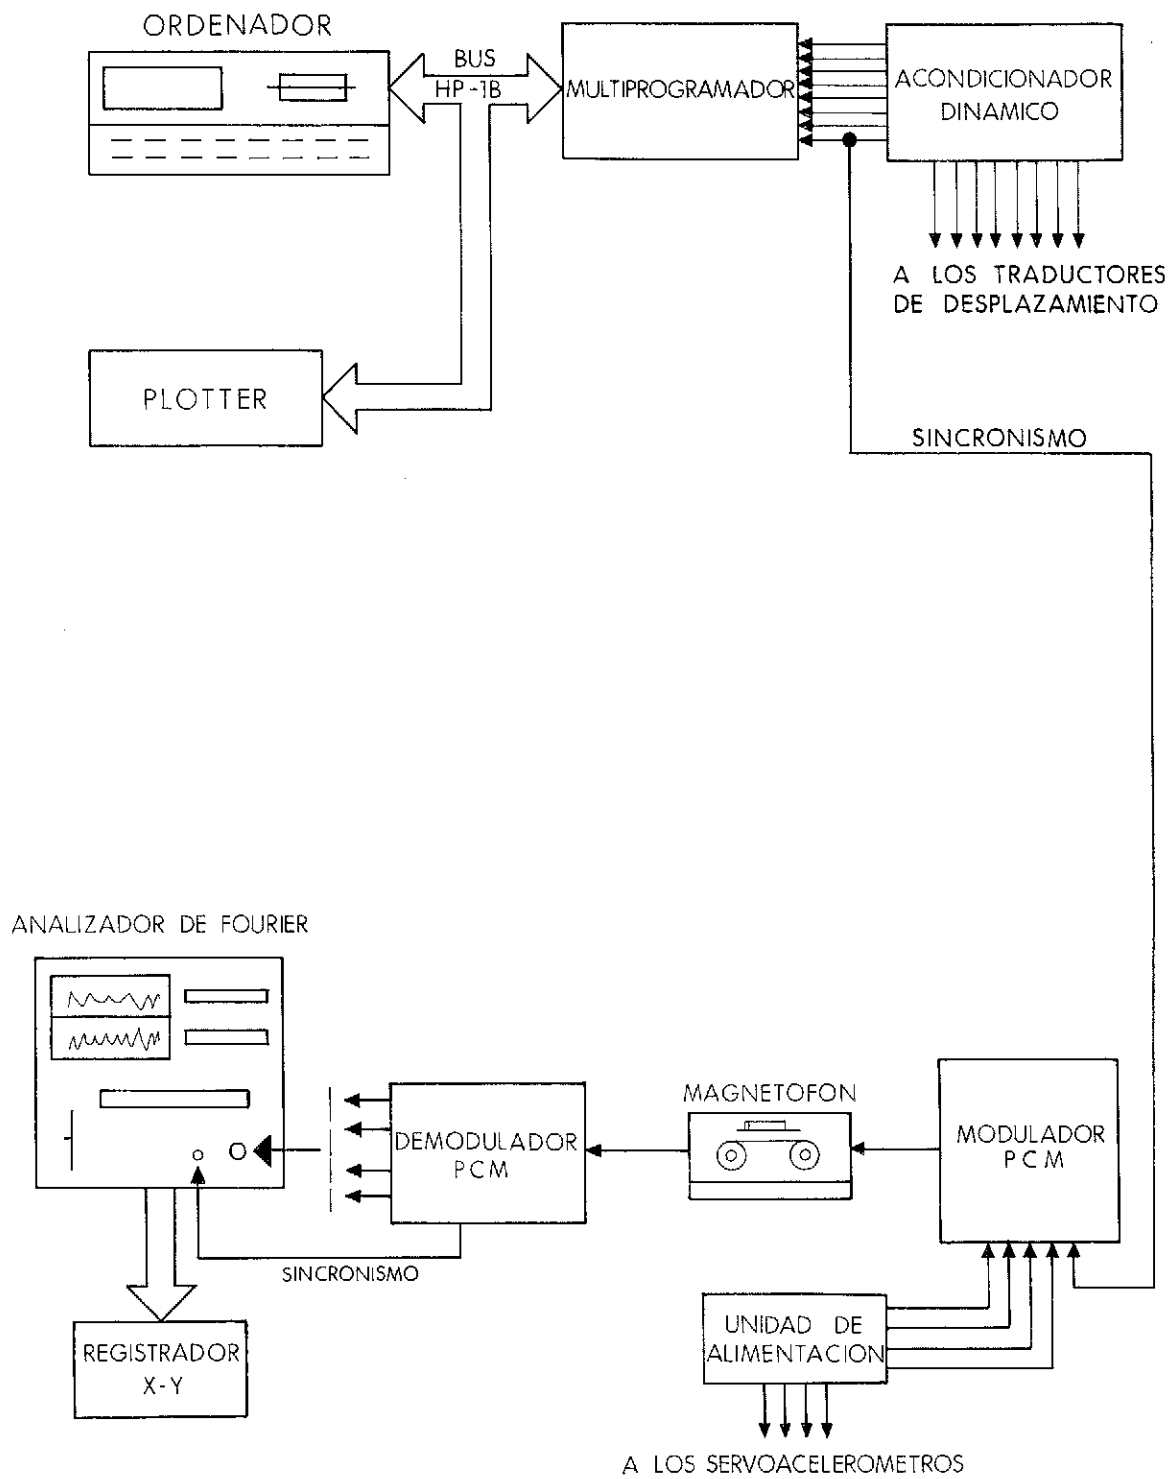 ORDENADOR
BUS
HP-1B
MULTIPROGRAMADOR
ACONDICIONADOR
DINAMICO
A LOS TRADUCTORES
DE DESPLAZAMIENTO
PLOTTER
SINCRONISMO
ANALIZADOR DE FOURIER
MAGNETOFON
DEMODULADOR
PCM
MODULADOR
PCM
SINCRONISMO
UNIDAD DE
ALIMENTACION
REGISTRADOR
X-Y
A LOS SERVOACELEROMETROS